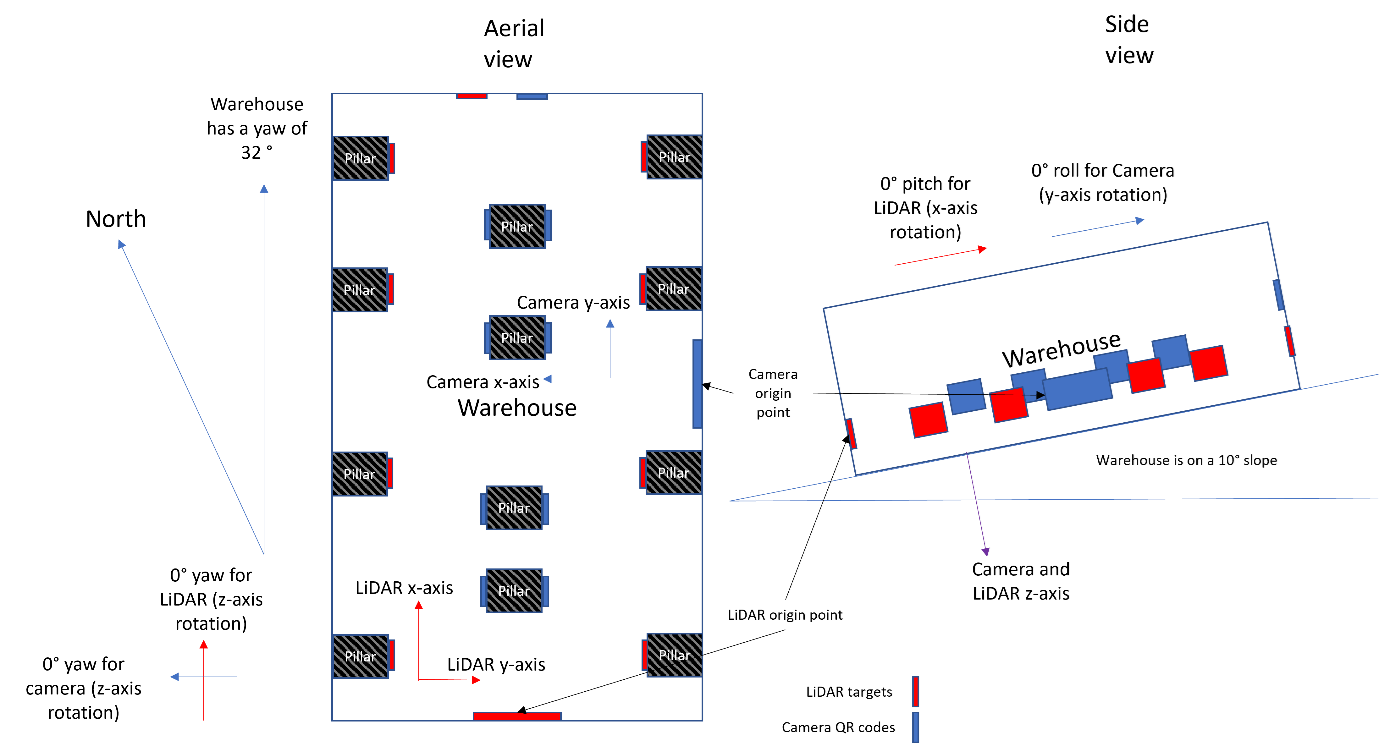 Aerial
view
Side
view
Warehouse
has a yaw of
32 °
North
0° yaw for
LiDAR (z-axis
rotation)
0° yaw for
camera (z-axis
rotation)
Pillar
Pillar
Pillar
Pillar
Pillar
Camera y-axis
Pillar
Camera x-axis
Warehouse
Pillar
Pillar
Pillar
Pillar
LiDAR x-axis
LiDAR y-axis
Pillar
Pillar
Camera
origin
point
LiDAR origin point
0° pitch for
LiDAR (x-axis
rotation)
0° roll for Camera
(y-axis rotation)
Warehouse
Warehouse is on a 10° slope
Camera and
LiDAR z-axis
LiDAR targets
Camera QR codes